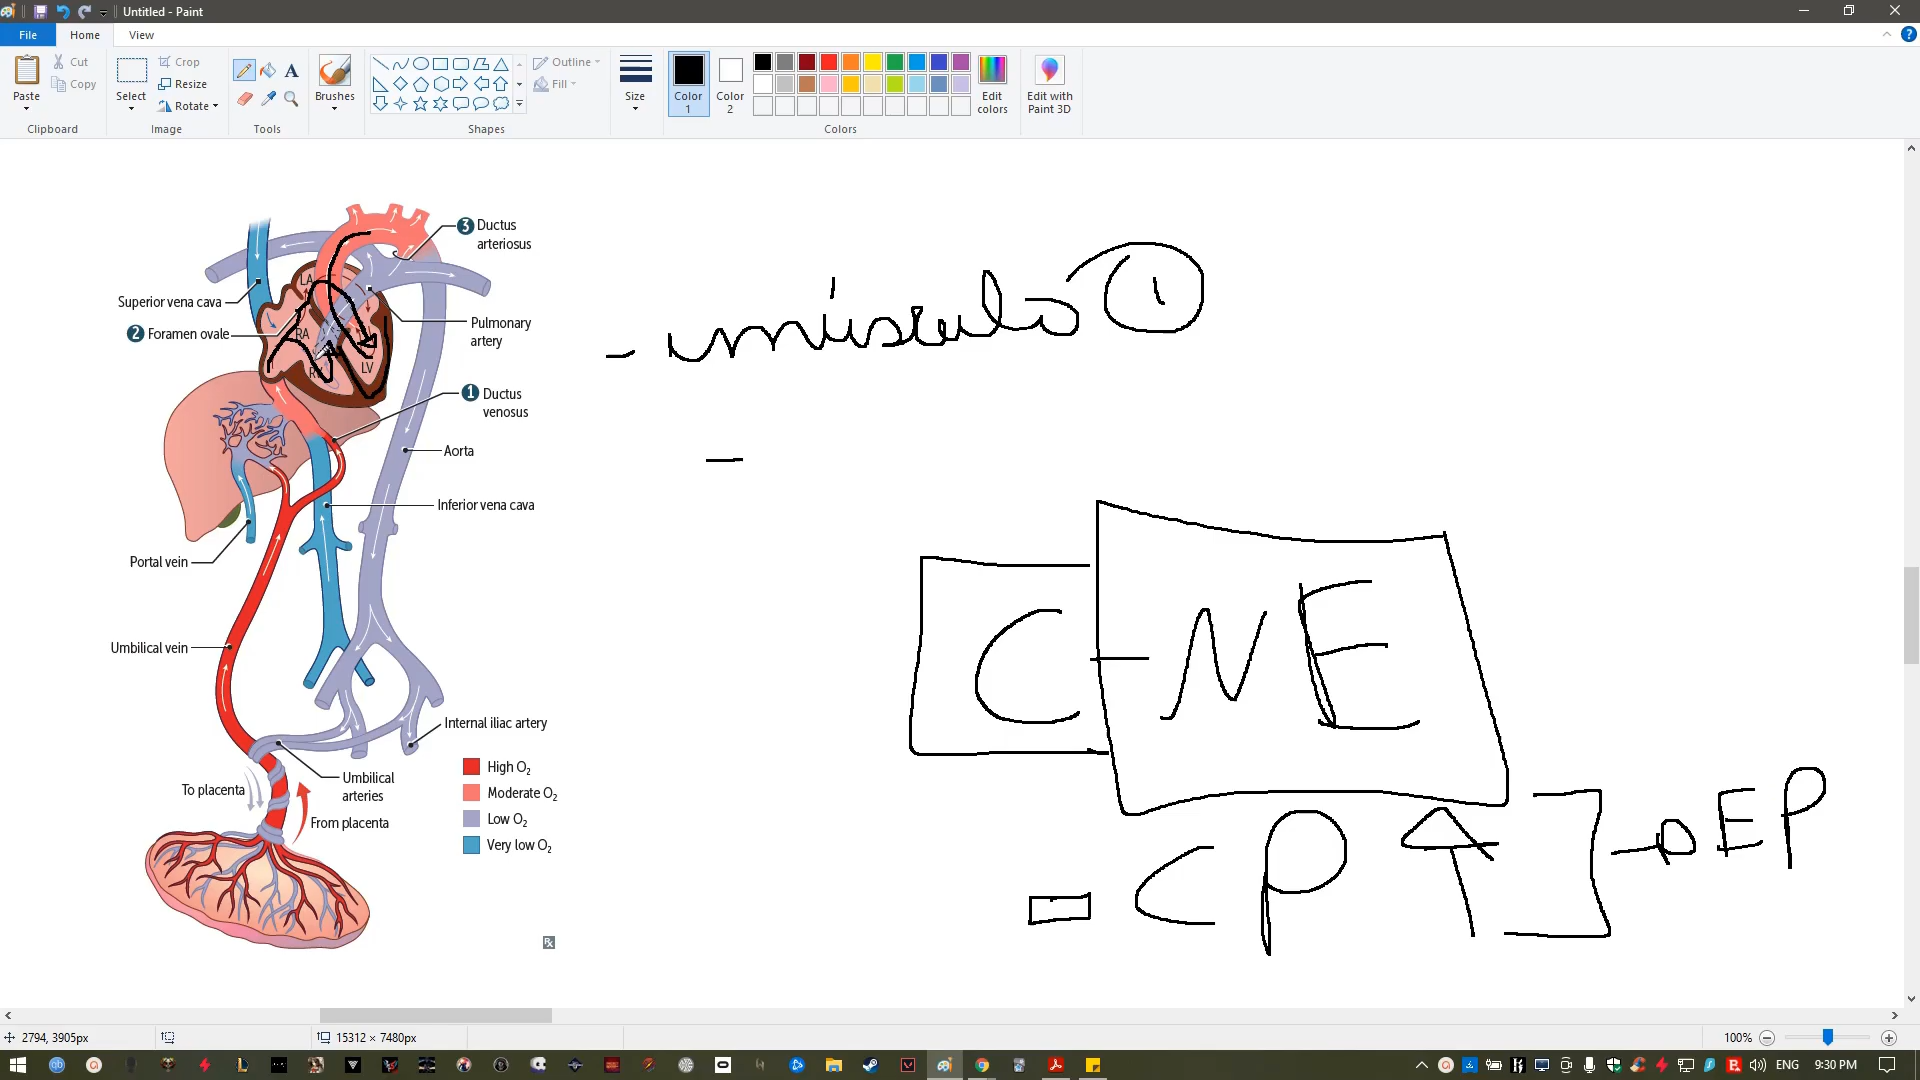 Untitled - Paint
File
Home
View
Paste
Cut
Copy
Clipboard
Select
Crop
Resize
Rotate
Image
A
Tools
Brushes
Outline
Fill
Shapes
Size
Color 1
Color 2
Edit colors
Colors
Edit with Paint 3D
3 Ductus arteriosus
Superior vena cava
2 Foramen ovale
LA
RA
LV
Pulmonary artery
1 Ductus venosus
Aorta
Inferior vena cava
Portal vein
Umbilical vein
Internal iliac artery
Umbilical arteries
To placenta
From placenta
High O₂
Moderate O₂
Low O₂
Very low O₂
- músculo 1
-
C - NE
CP
EP
2794, 3905px
15312 × 7480px
100%
ENG
9:30 PM